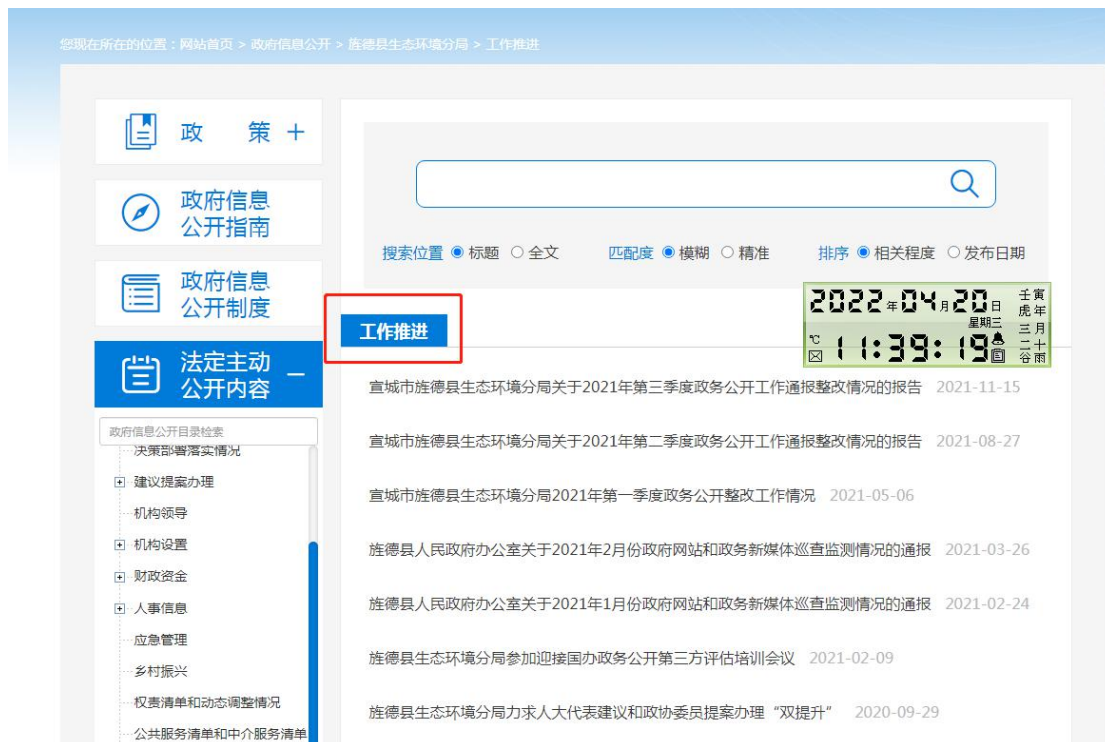 您现在所在的位置：网站首页 > 政府信息公开 > 旌德县生态环境分局 > 工作推进
政 策 +
政府信息
公开指南
政府信息
公开制度
法定主动
公开内容
政府信息公开目录检索
决策部署落实情况
建议提案办理
机构领导
机构设置
财政资金
人事信息
应急管理
乡村振兴
权责清单和动态调整情况
公共服务清单和中介服务清单
搜索位置 标题 全文 匹配度 模糊 精准 排序 相关程度 发布日期
工作推进
2022年04月20日
星期三
℃
11:39:19
壬寅
虎年
三月
二十
谷雨
宣城市旌德县生态环境分局关于2021年第三季度政务公开工作通报整改情况的报告 2021-11-15
宣城市旌德县生态环境分局关于2021年第二季度政务公开工作通报整改情况的报告 2021-08-27
宣城市旌德县生态环境分局2021年第一季度政务公开整改工作情况 2021-05-06
旌德县人民政府办公室关于2021年2月份政府网站和政务新媒体巡查监测情况的通报 2021-03-26
旌德县人民政府办公室关于2021年1月份政府网站和政务新媒体巡查监测情况的通报 2021-02-24
旌德县生态环境分局参加迎接国办政务公开第三方评估培训会议 2021-02-09
旌德县生态环境分局力求人大代表建议和政协委员提案办理“双提升” 2020-09-29